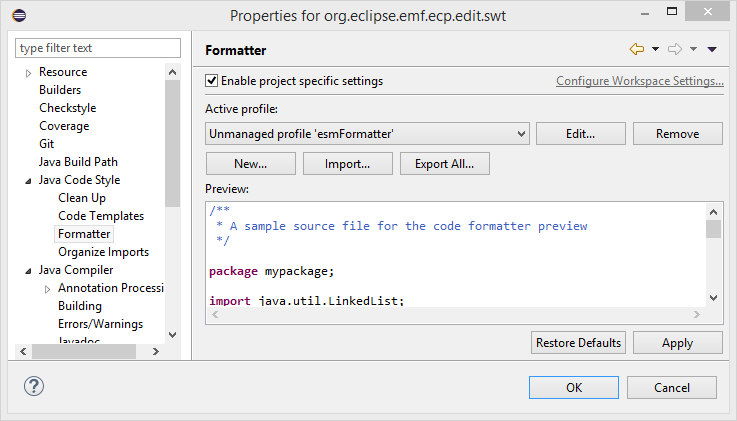 Properties for org.eclipse.emf.ecp.edit.swt
type filter text
Resource
Builders
Checkstyle
Coverage
Git
Java Build Path
Java Code Style
Clean Up
Code Templates
Formatter
Organize Imports
Java Compiler
Annotation Processi
Building
Errors/Warnings
Javadoc
Formatter
Enable project specific settings
Configure Workspace Settings...
Active profile:
Unmanaged profile 'esmFormatter'
Edit...
Remove
New...
Import...
Export All...
Preview:
/**
* A sample source file for the code formatter preview
*/
package mypackage;
import java.util.LinkedList;
Restore Defaults
Apply
?
OK
Cancel